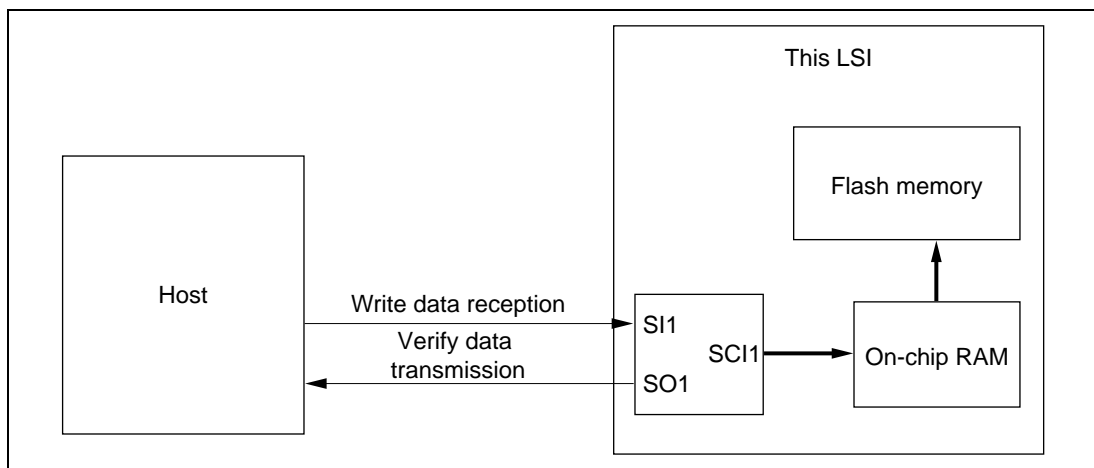 This LSI
Flash memory
Host
Write data reception
SI1
Verify data
transmission
SCI1
On-chip RAM
SO1